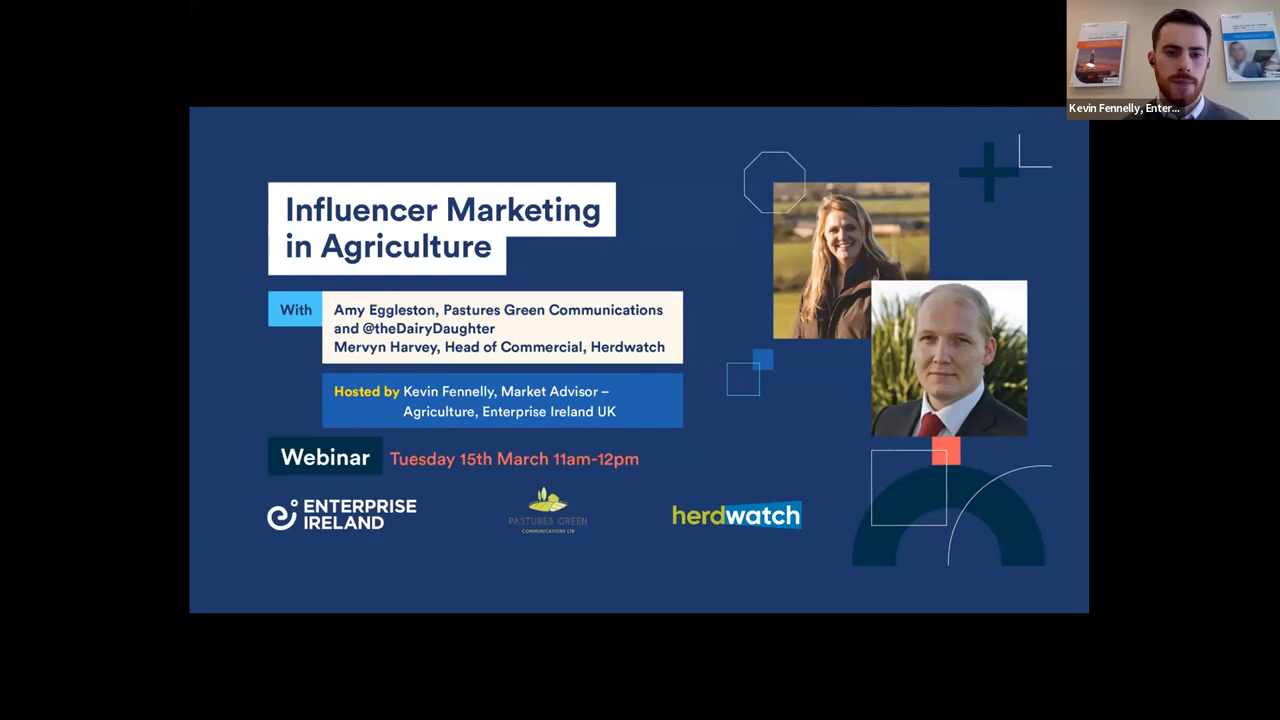 Kevin Fennelly, Enter...
Influencer Marketing
in Agriculture
With
Amy Eggleston, Pastures Green Communications
and @theDairyDaughter
Mervyn Harvey, Head of Commercial, Herdwatch
Hosted by Kevin Fennelly, Market Advisor –
Agriculture, Enterprise Ireland UK
Webinar
Tuesday 15th March 11am-12pm
ENTERPRISE
IRELAND
PASTURES GREEN
COMMUNICATIONS LTD
herdwatch